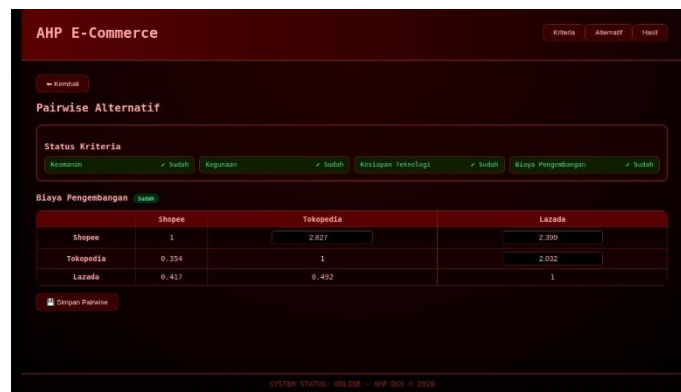 AHP E-Commerce
Kriteria Alternatif Hasil
← Kembali
Pairwise Alternatif
Status Kriteria
Keamanan ✔ Sudah Kegunaan ✔ Sudah Kesiapan Teknologi ✔ Sudah Biaya Pengembangan ✔ Sudah
Biaya Pengembangan Sudah
Shopee Tokopedia Lazada
Shopee 1 2.827 2.399
Tokopedia 0.354 1 2.032
Lazada 0.417 0.492 1
💾 Simpan Pairwise
SYSTEM STATUS: ONLINE — AHP DSS © 2026